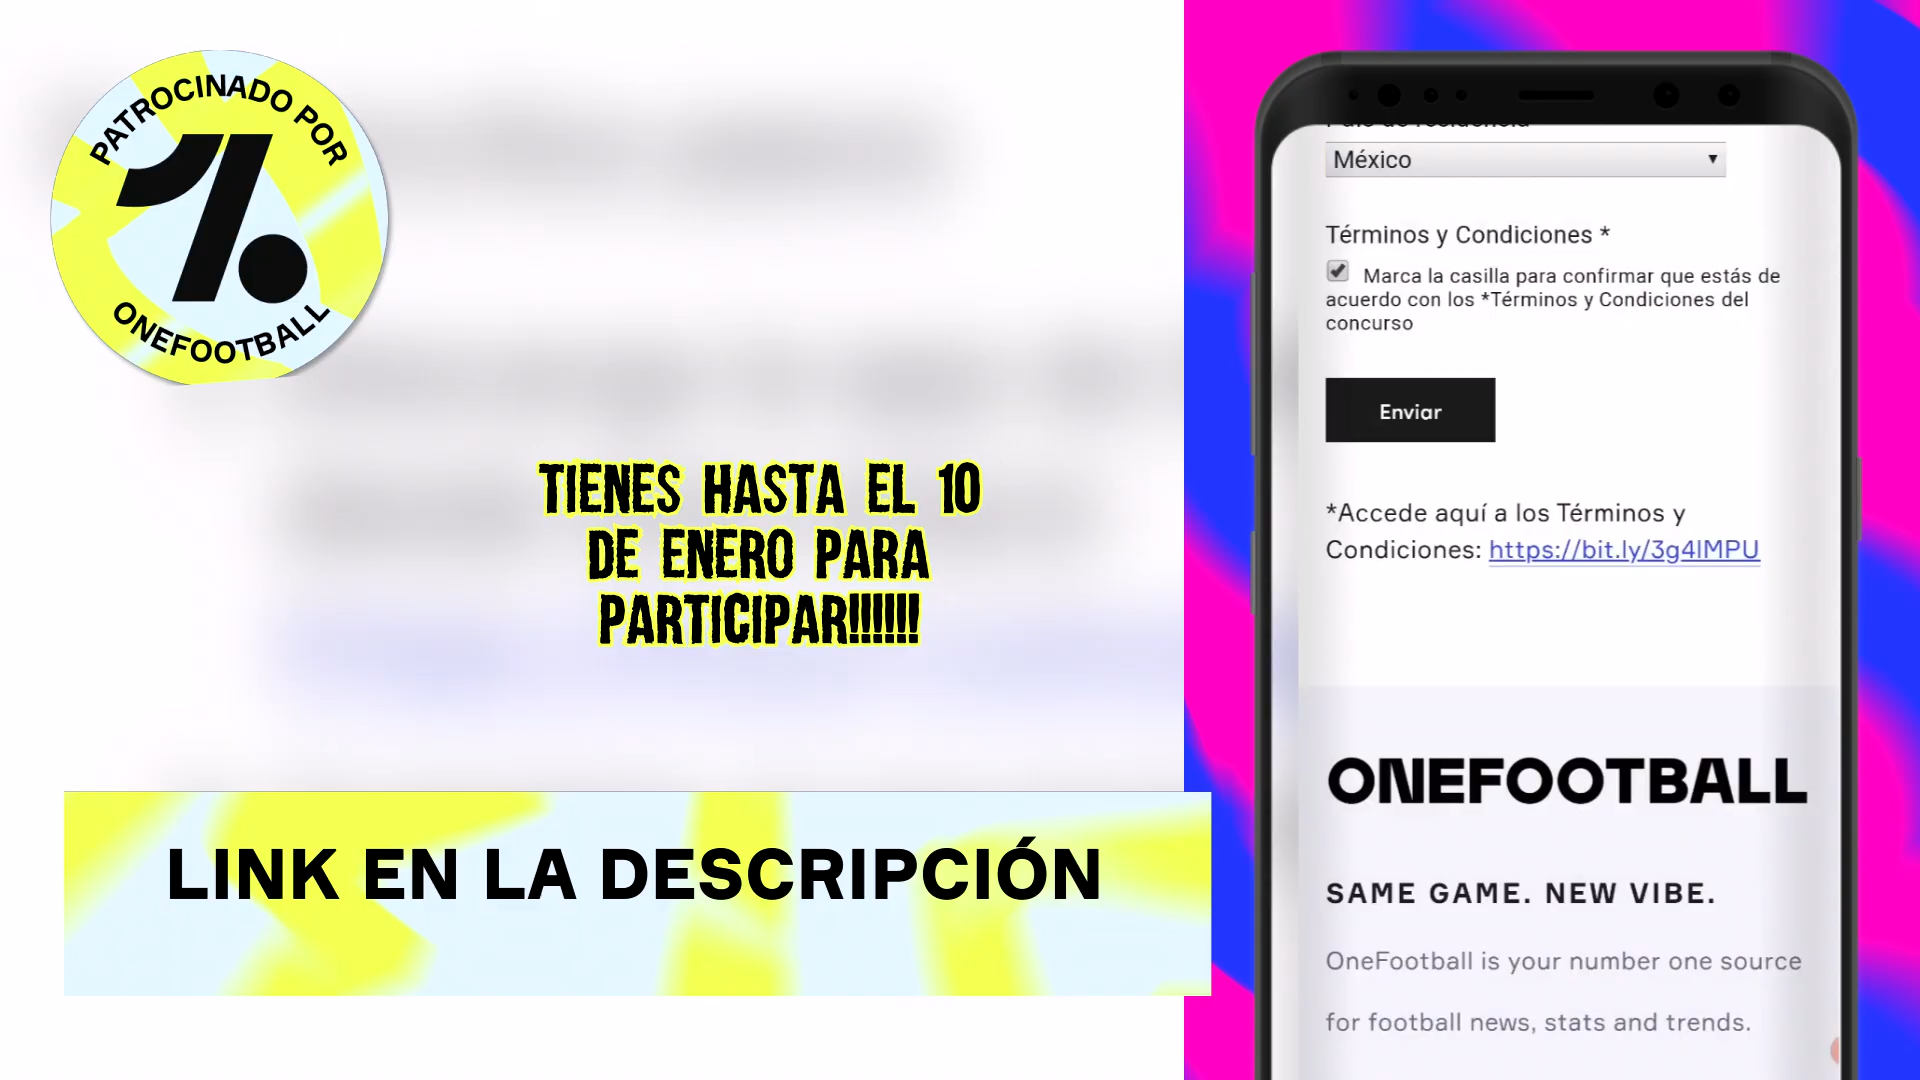 PATROCINADO POR
ONEFOOTBALL
TIENES HASTA EL 10
DE ENERO PARA
PARTICIPAR!!!!!!
LINK EN LA DESCRIPCIÓN
México
Términos y Condiciones *
Marca la casilla para confirmar que estás de
acuerdo con los *Términos y Condiciones del
concurso
Enviar
*Accede aquí a los Términos y
Condiciones: https://bit.ly/3g4lMPU
ONEFOOTBALL
SAME GAME. NEW VIBE.
OneFootball is your number one source
for football news, stats and trends.